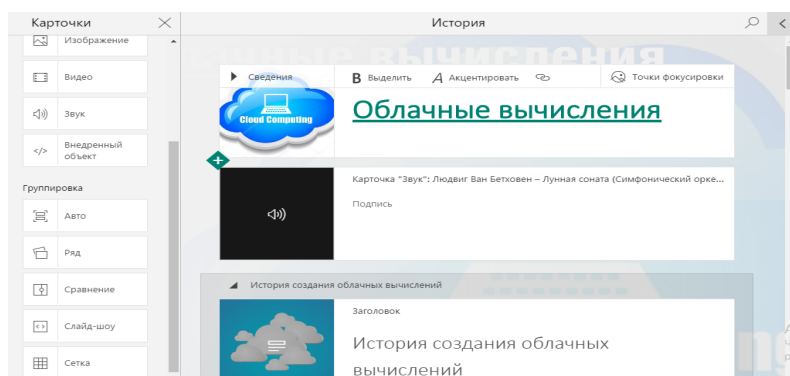 Карточки
История
Изображение
Видео
Звук
Внедренный
объект
Группировка
Авто
Ряд
Сравнение
Слайд-шоу
Сетка
вычисления
Сведения
В Выделить
А Акцентировать
Точки фокусировки
Cloud Computing
Облачные вычисления
Карточка "Звук": Людвиг Ван Бетховен – Лунная соната (Симфонический орке...
Подпись
История создания облачных вычислений
Заголовок
История создания облачных
вычислений